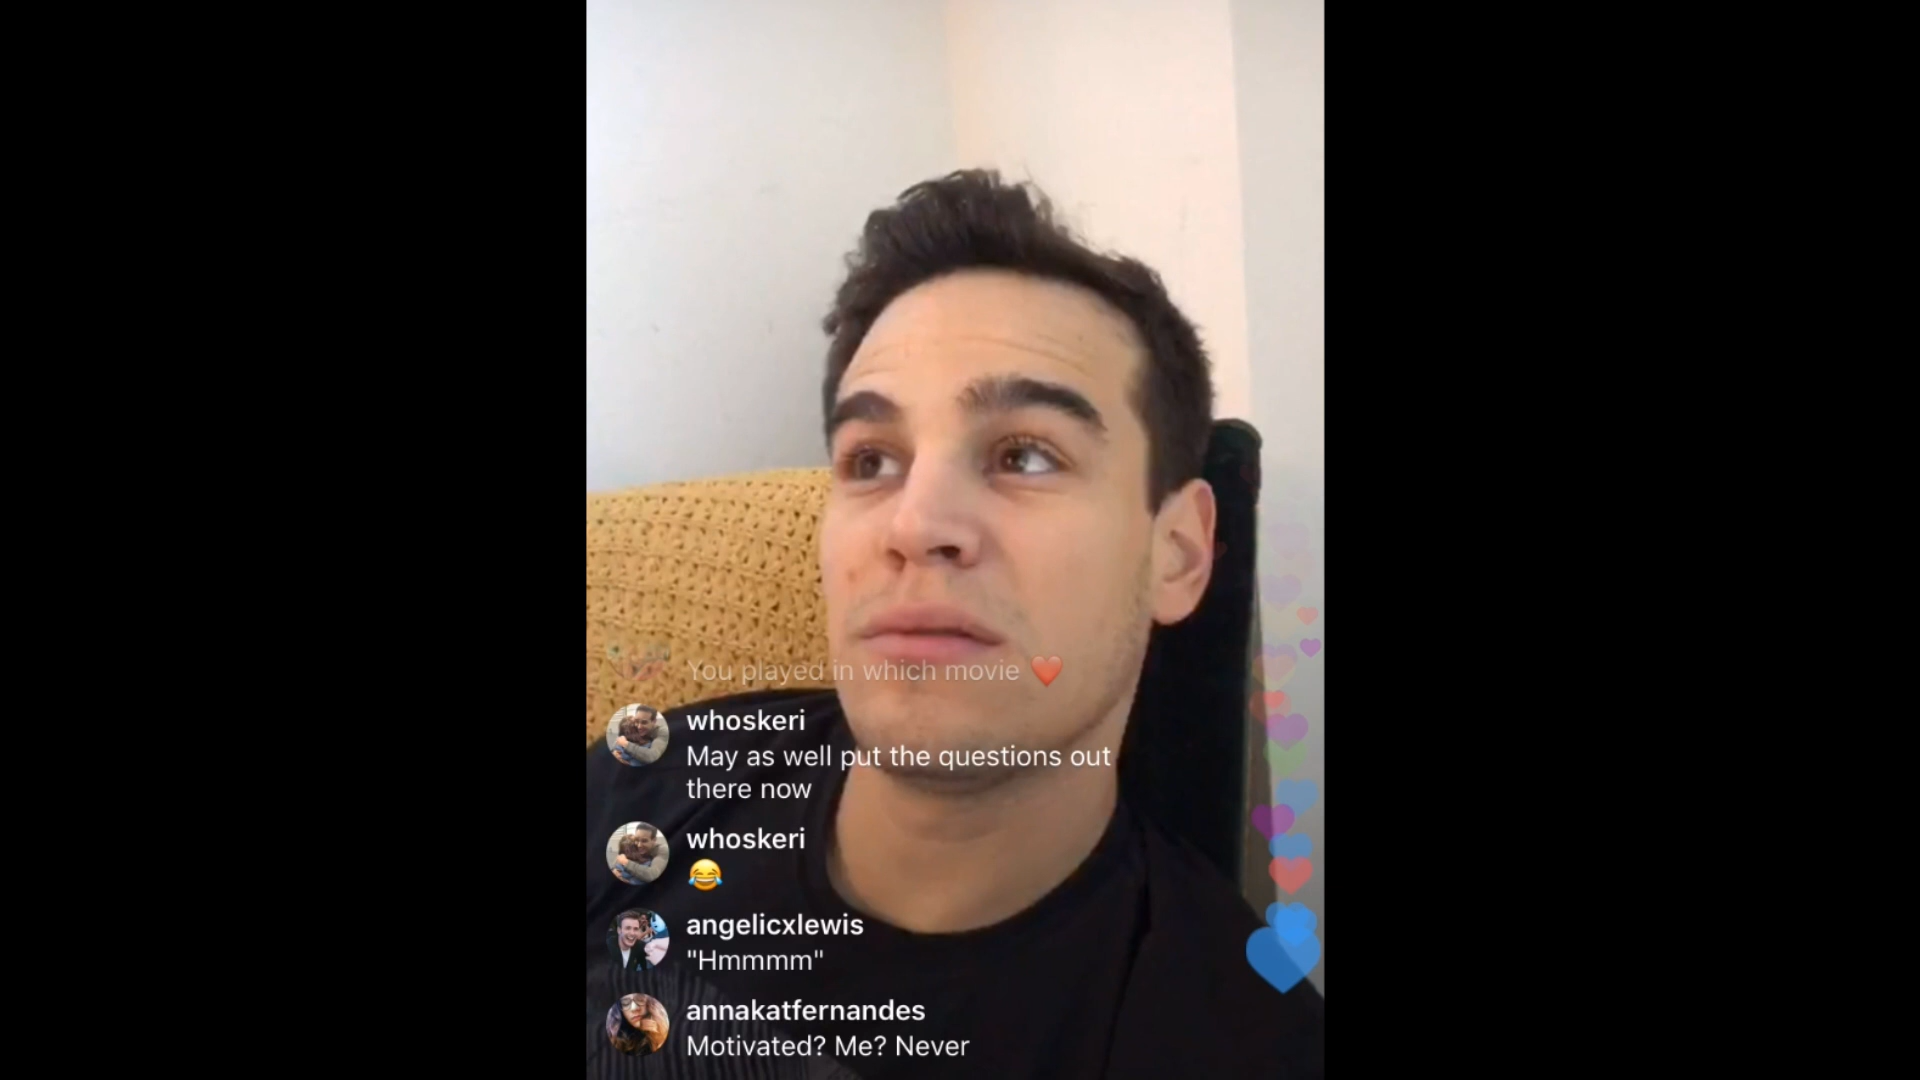 You played in which movie ❤️
whoskeri
May as well put the questions out
there now
whoskeri
😂
angelicxlewis
"Hmmmm"
annakatfernandes
Motivated? Me? Never